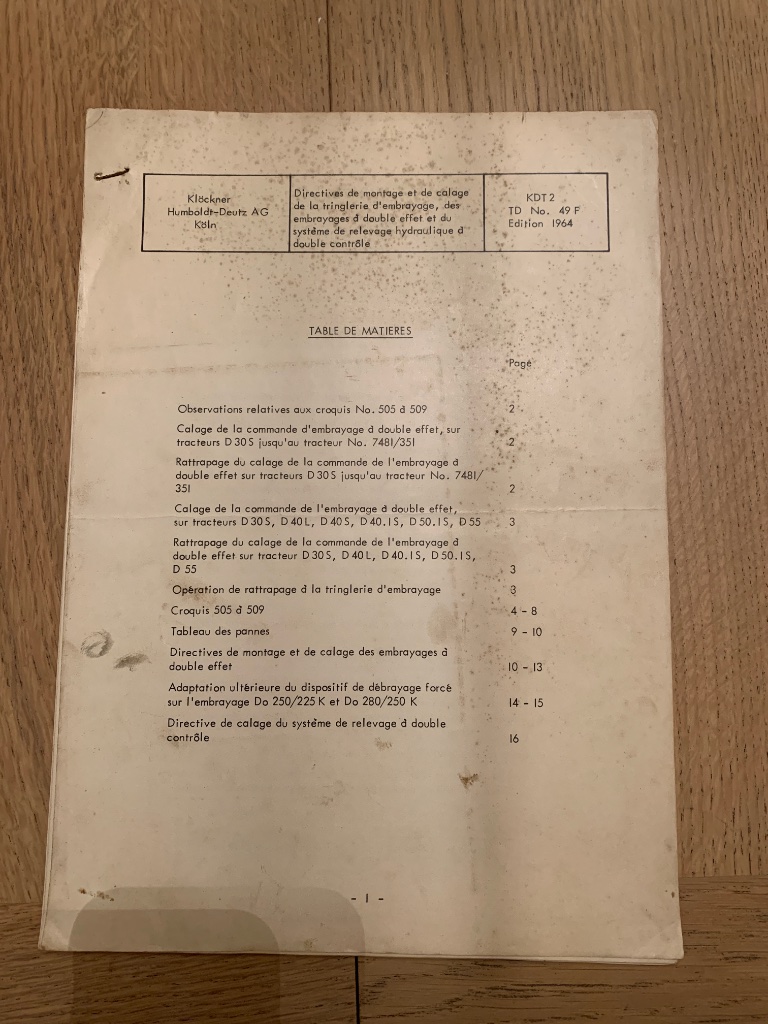 Klöckner
Humboldt-Deutz AG
Köln
Directives de montage et de calage
de la tringlerie d'embrayage, des
embrayages à double effet et du
système de relevage hydraulique à
double contrôle
KDT 2
TD No. 49 F
Edition 1964
TABLE DE MATIERES
Page
Observations relatives aux croquis No. 505 à 509 2
Calage de la commande d'embrayage à double effet, sur
tracteurs D 30 S jusqu'au tracteur No. 7481/351 2
Rattrapage du calage de la commande de l'embrayage à
double effet sur tracteurs D 30 S jusqu'au tracteur No. 7481/
351 2
Calage de la commande de l'embrayage à double effet,
sur tracteurs D 30 S, D 40 L, D 40 S, D 40.1 S, D 50.1 S, D 55 3
Rattrapage du calage de la commande de l'embrayage à
double effet sur tracteur D 30 S, D 40 L, D 40.1 S, D 50.1 S,
D 55 3
Opération de rattrapage à la tringlerie d'embrayage 3
Croquis 505 à 509 4 - 8
Tableau des pannes 9 - 10
Directives de montage et de calage des embrayages à
double effet 10 - 13
Adaptation ultérieure du dispositif de débrayage forcé
sur l'embrayage Do 250/225 K et Do 280/250 K 14 - 15
Directive de calage du système de relevage à double
contrôle 16
- 1 -